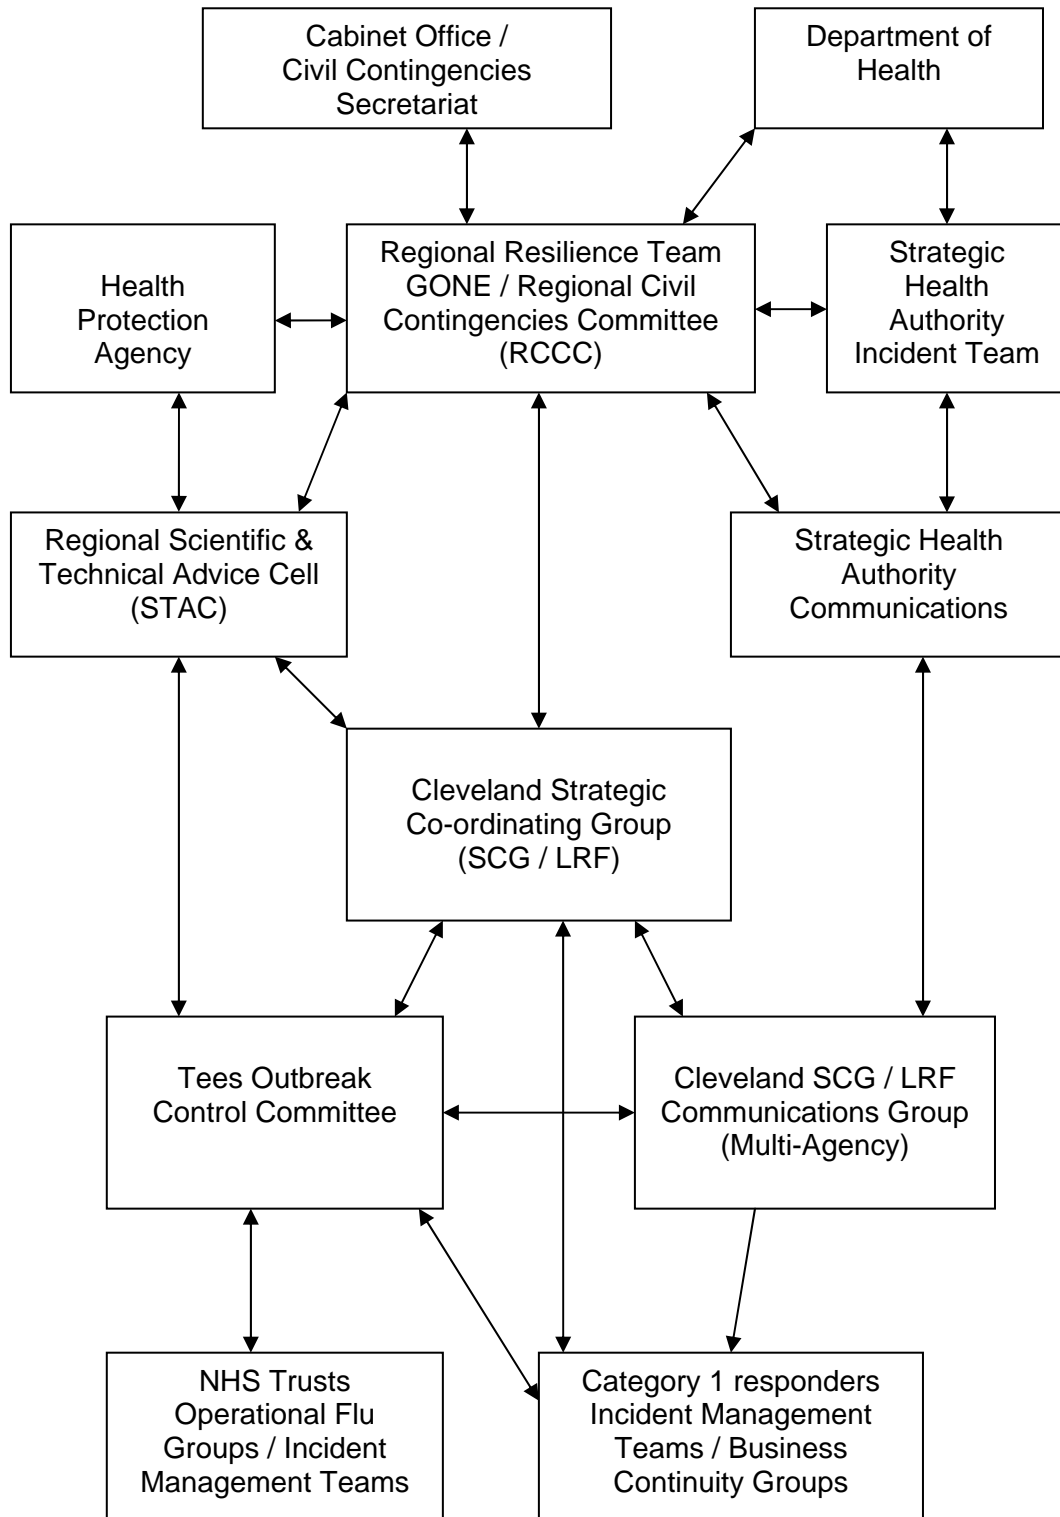 Cabinet Office /
Civil Contingencies
Secretariat
Department of
Health
Health
Protection
Agency
Regional Resilience Team
GONE / Regional Civil
Contingencies Committee
(RCCC)
Strategic
Health
Authority
Incident Team
Regional Scientific &
Technical Advice Cell
(STAC)
Strategic Health
Authority
Communications
Cleveland Strategic
Co-ordinating Group
(SCG / LRF)
Tees Outbreak
Control Committee
Cleveland SCG / LRF
Communications Group
(Multi-Agency)
NHS Trusts
Operational Flu
Groups / Incident
Management Teams
Category 1 responders
Incident Management
Teams / Business
Continuity Groups